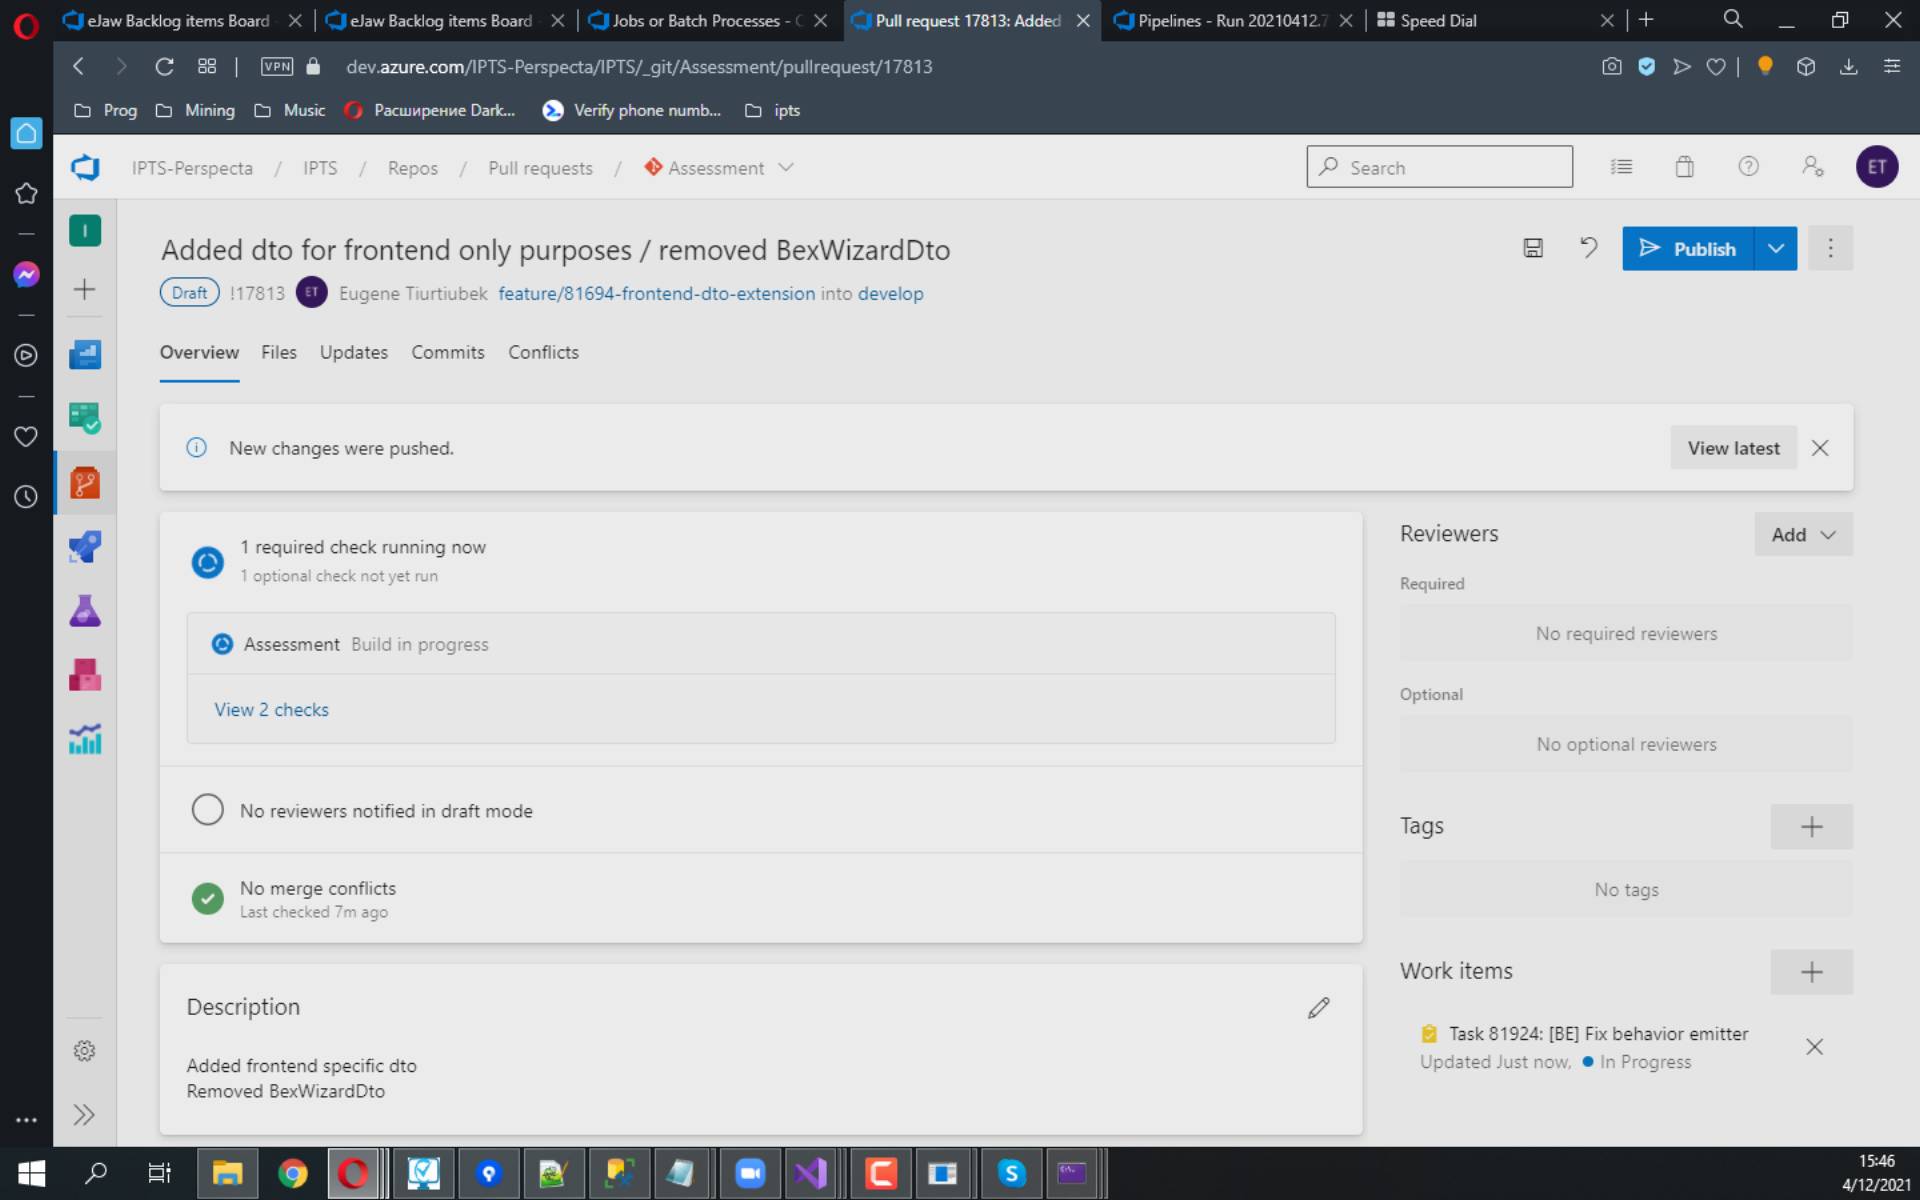 eJaw Backlog items Board
eJaw Backlog items Board
Jobs or Batch Processes -
Pull request 17813: Added
Pipelines - Run 20210412.7
Speed Dial
VPN
dev.azure.com/IPTS-Perspecta/IPTS/_git/Assessment/pullrequest/17813
Prog
Mining
Music
Расширение Dark...
Verify phone numb...
ipts
IPTS-Perspecta / IPTS / Repos / Pull requests / Assessment
Search
ET
I
Added dto for frontend only purposes / removed BexWizardDto
Publish
Draft !17813 ET Eugene Tiurtiubek feature/81694-frontend-dto-extension into develop
Overview Files Updates Commits Conflicts
New changes were pushed.
View latest
1 required check running now
1 optional check not yet run
Assessment Build in progress
View 2 checks
No reviewers notified in draft mode
No merge conflicts
Last checked 7m ago
Description
Added frontend specific dto
Removed BexWizardDto
Reviewers
Add
Required
No required reviewers
Optional
No optional reviewers
Tags
No tags
Work items
Task 81924: [BE] Fix behavior emitter
Updated Just now, In Progress
15:46
4/12/2021